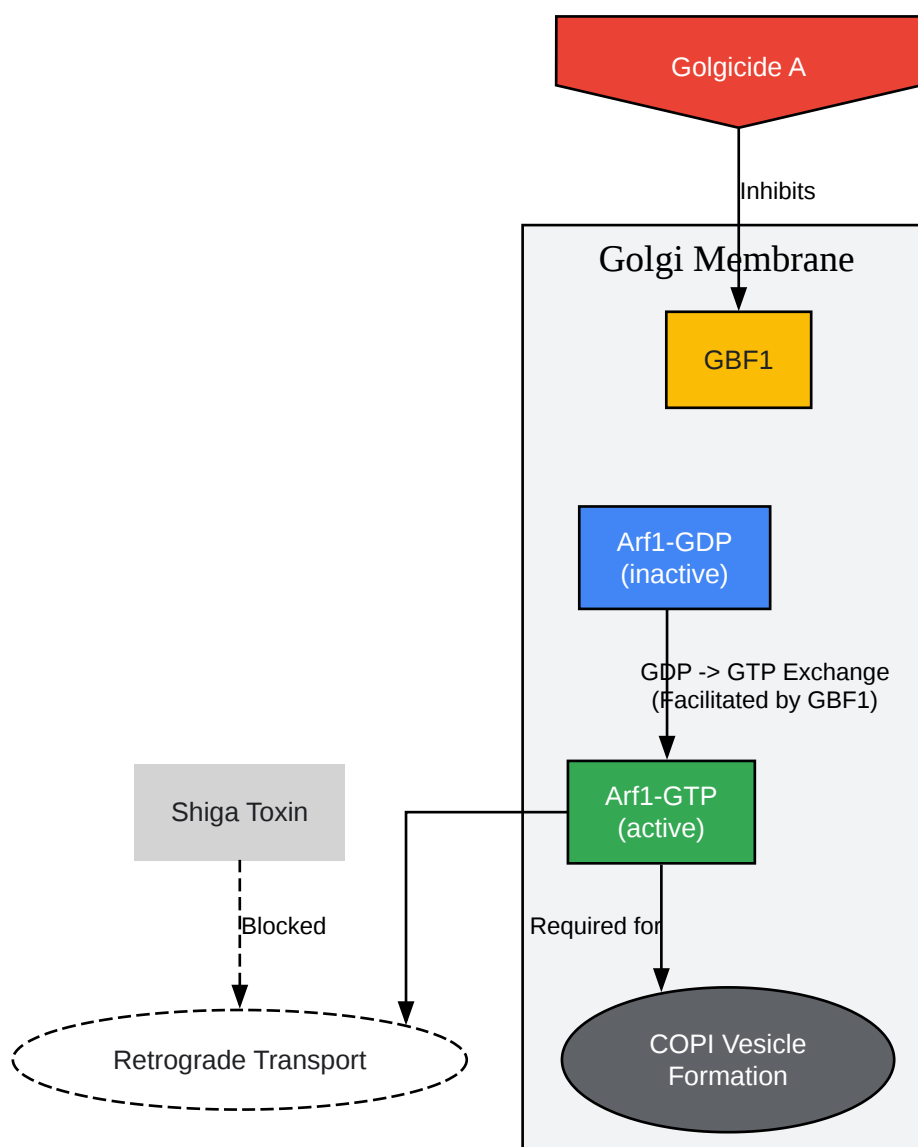 Golgicide A
Inhibits
Golgi Membrane
GBF1
Arf1-GDP
(inactive)
GDP -> GTP Exchange
(Facilitated by GBF1)
Shiga Toxin
Arf1-GTP
(active)
Blocked
Required for
Retrograde Transport
COPI Vesicle
Formation